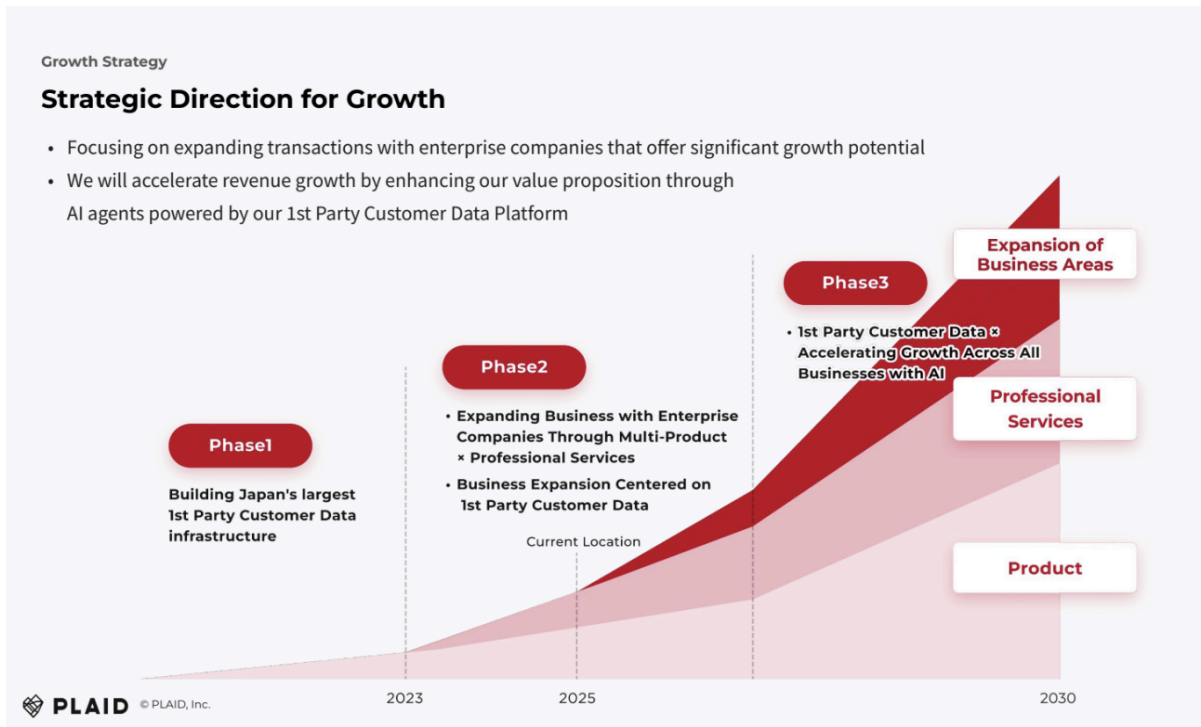 Growth Strategy
Strategic Direction for Growth
• Focusing on expanding transactions with enterprise companies that offer significant growth potential
• We will accelerate revenue growth by enhancing our value proposition through
AI agents powered by our 1st Party Customer Data Platform
Phase1
Building Japan's largest
1st Party Customer Data
infrastructure
Phase2
• Expanding Business with Enterprise
Companies Through Multi-Product
× Professional Services
• Business Expansion Centered on
1st Party Customer Data
Current Location
Phase3
• 1st Party Customer Data ×
Accelerating Growth Across All
Businesses with AI
Expansion of
Business Areas
Professional
Services
Product
2023
2025
2030
PLAID © PLAID, Inc.